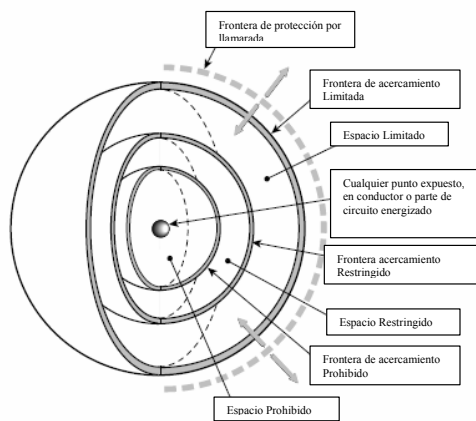 Frontera de protección por
llamarada
Frontera de acercamiento
Limitada
Espacio Limitado
Cualquier punto expuesto,
en conductor o parte de
circuito energizado
Frontera acercamiento
Restringido
Espacio Restringido
Frontera de acercamiento
Prohibido
Espacio Prohibido